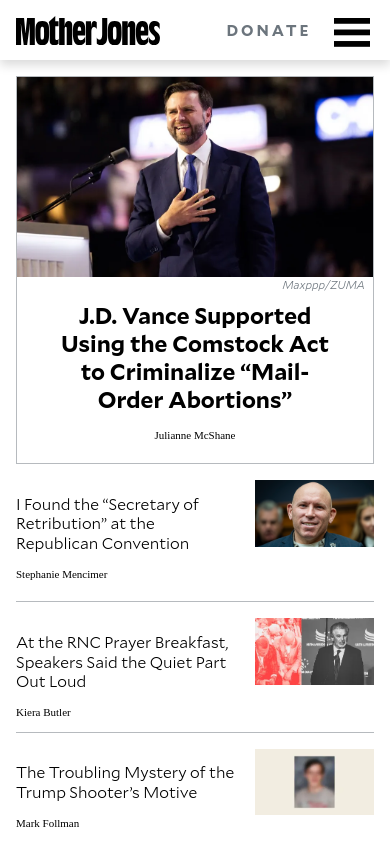 Mother Jones
DONATE
Maxppp/ZUMA
J.D. Vance Supported
Using the Comstock Act
to Criminalize “Mail-
Order Abortions”
Julianne McShane
I Found the “Secretary of
Retribution” at the
Republican Convention
Stephanie Mencimer
At the RNC Prayer Breakfast,
Speakers Said the Quiet Part
Out Loud
Kiera Butler
The Troubling Mystery of the
Trump Shooter’s Motive
Mark Follman